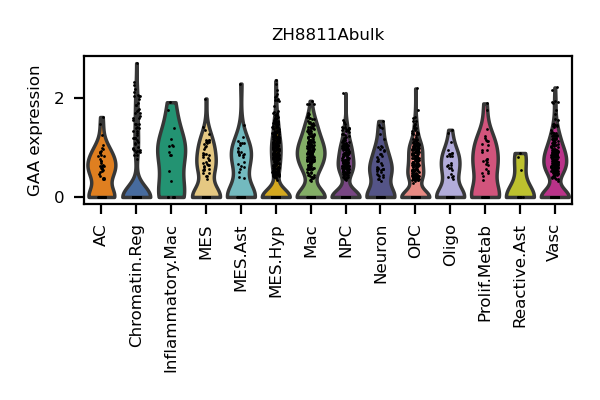 ZH8811Abulk
GAA expression
2
0
AC
Chromatin.Reg
Inflammatory.Mac
MES
MES.Ast
MES.Hyp
Mac
NPC
Neuron
OPC
Oligo
Prolif.Metab
Reactive.Ast
Vasc